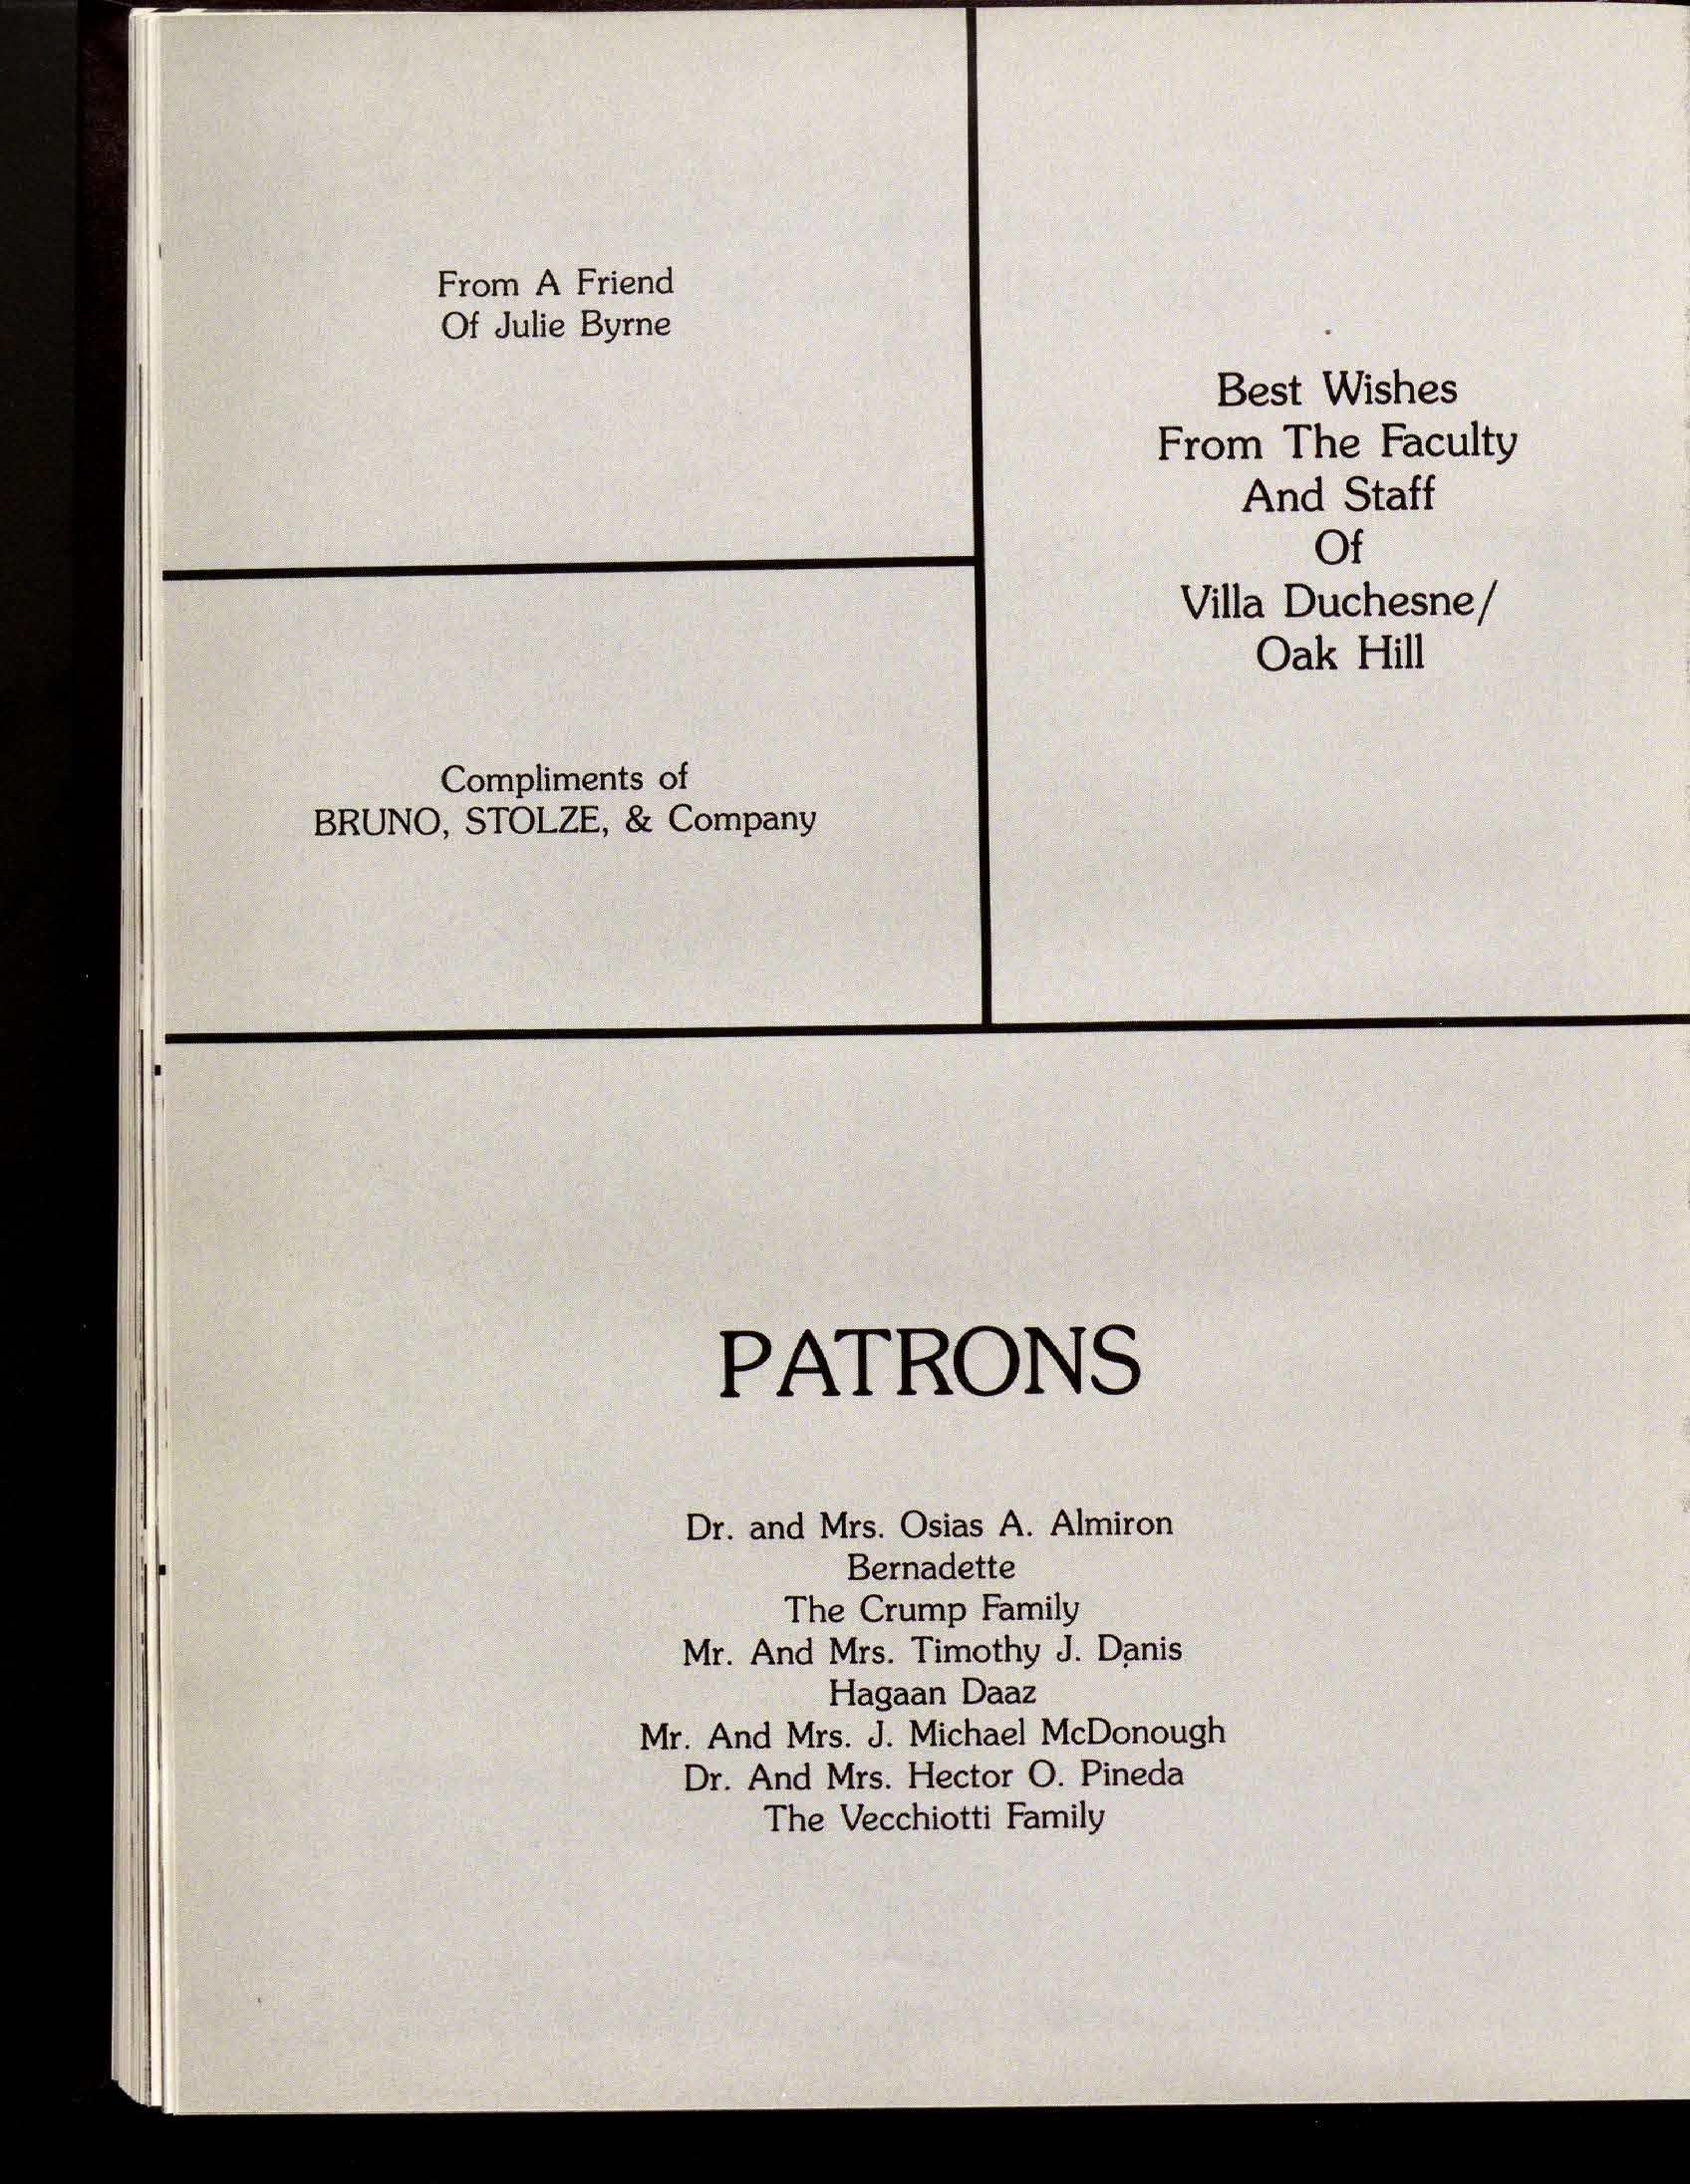 From A Friend
Of Julie Byrne
Compliments of
BRUNO, STOLZE, & Company
Best Wishes
From The Faculty
And Staff
Of
Villa Duchesne/
Oak Hill
PATRONS
Dr. and Mrs. Osias A. Almiron
Bernadette
The Crump Family
Mr. And Mrs. Timothy J. Danis
Hagaan Daaz
Mr. And Mrs. J. Michael McDonough
Dr. And Mrs. Hector O. Pineda
The Vecchiotti Family